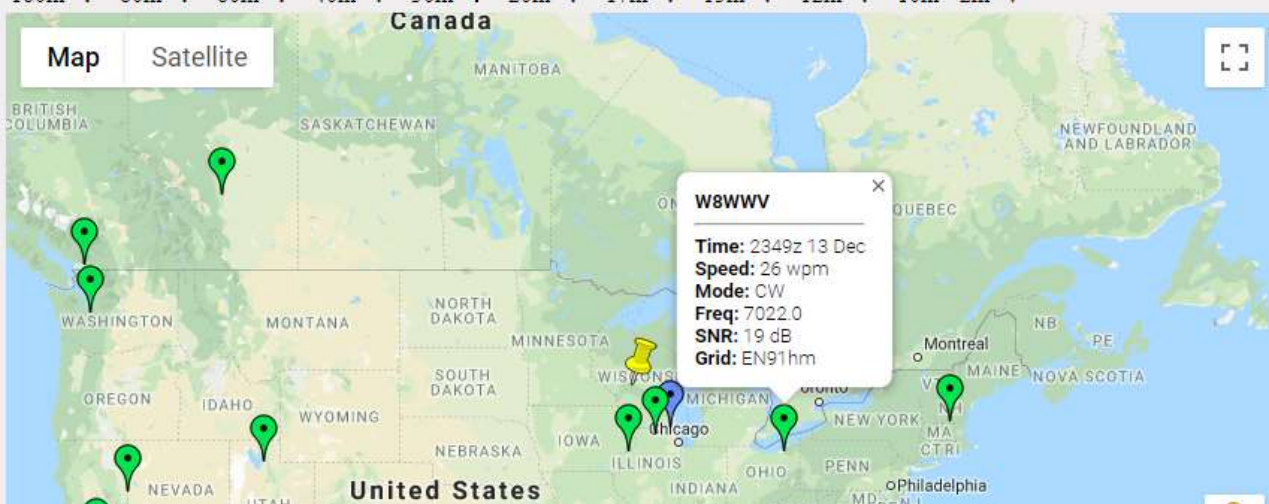 Canada
Map Satellite
MANITOBA
BRITISH
COLUMBIA
SASKATCHEWAN
NEWFOUNDLAND
AND LABRADOR
×
W8WWV
QUEBEC
Time: 2349z 13 Dec
Speed: 26 wpm
Mode: CW
Freq: 7022.0
SNR: 19 dB
Grid: EN91hm
WASHINGTON
MONTANA
NORTH
DAKOTA
MINNESOTA
NB
PE
Montreal
MAINE
NOVA SCOTIA
SOUTH
DAKOTA
OREGON
IDAHO
WYOMING
MICHIGAN
NEW YORK
Chicago
IOWA
NEBRASKA
ILLINOIS
OHIO
PENN
MA
CT RI
NEVADA
United States
INDIANA
Philadelphia